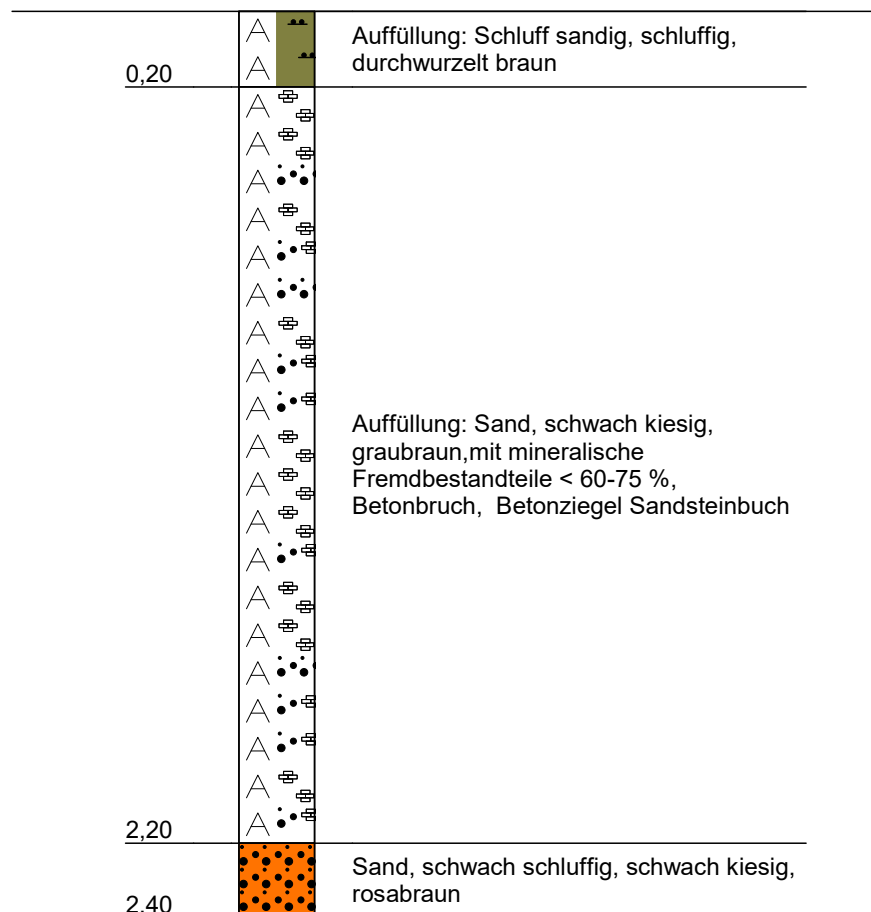 Auffüllung: Schluff sandig, schluffig,
durchwurzelt braun
0,20
Auffüllung: Sand, schwach kiesig,
graubraun,mit mineralische
Fremdbestandteile < 60-75 %,
Betonbruch, Betonziegel Sandsteinbuch
2,20
Sand, schwach schluffig, schwach kiesig,
rosabraun
2,40